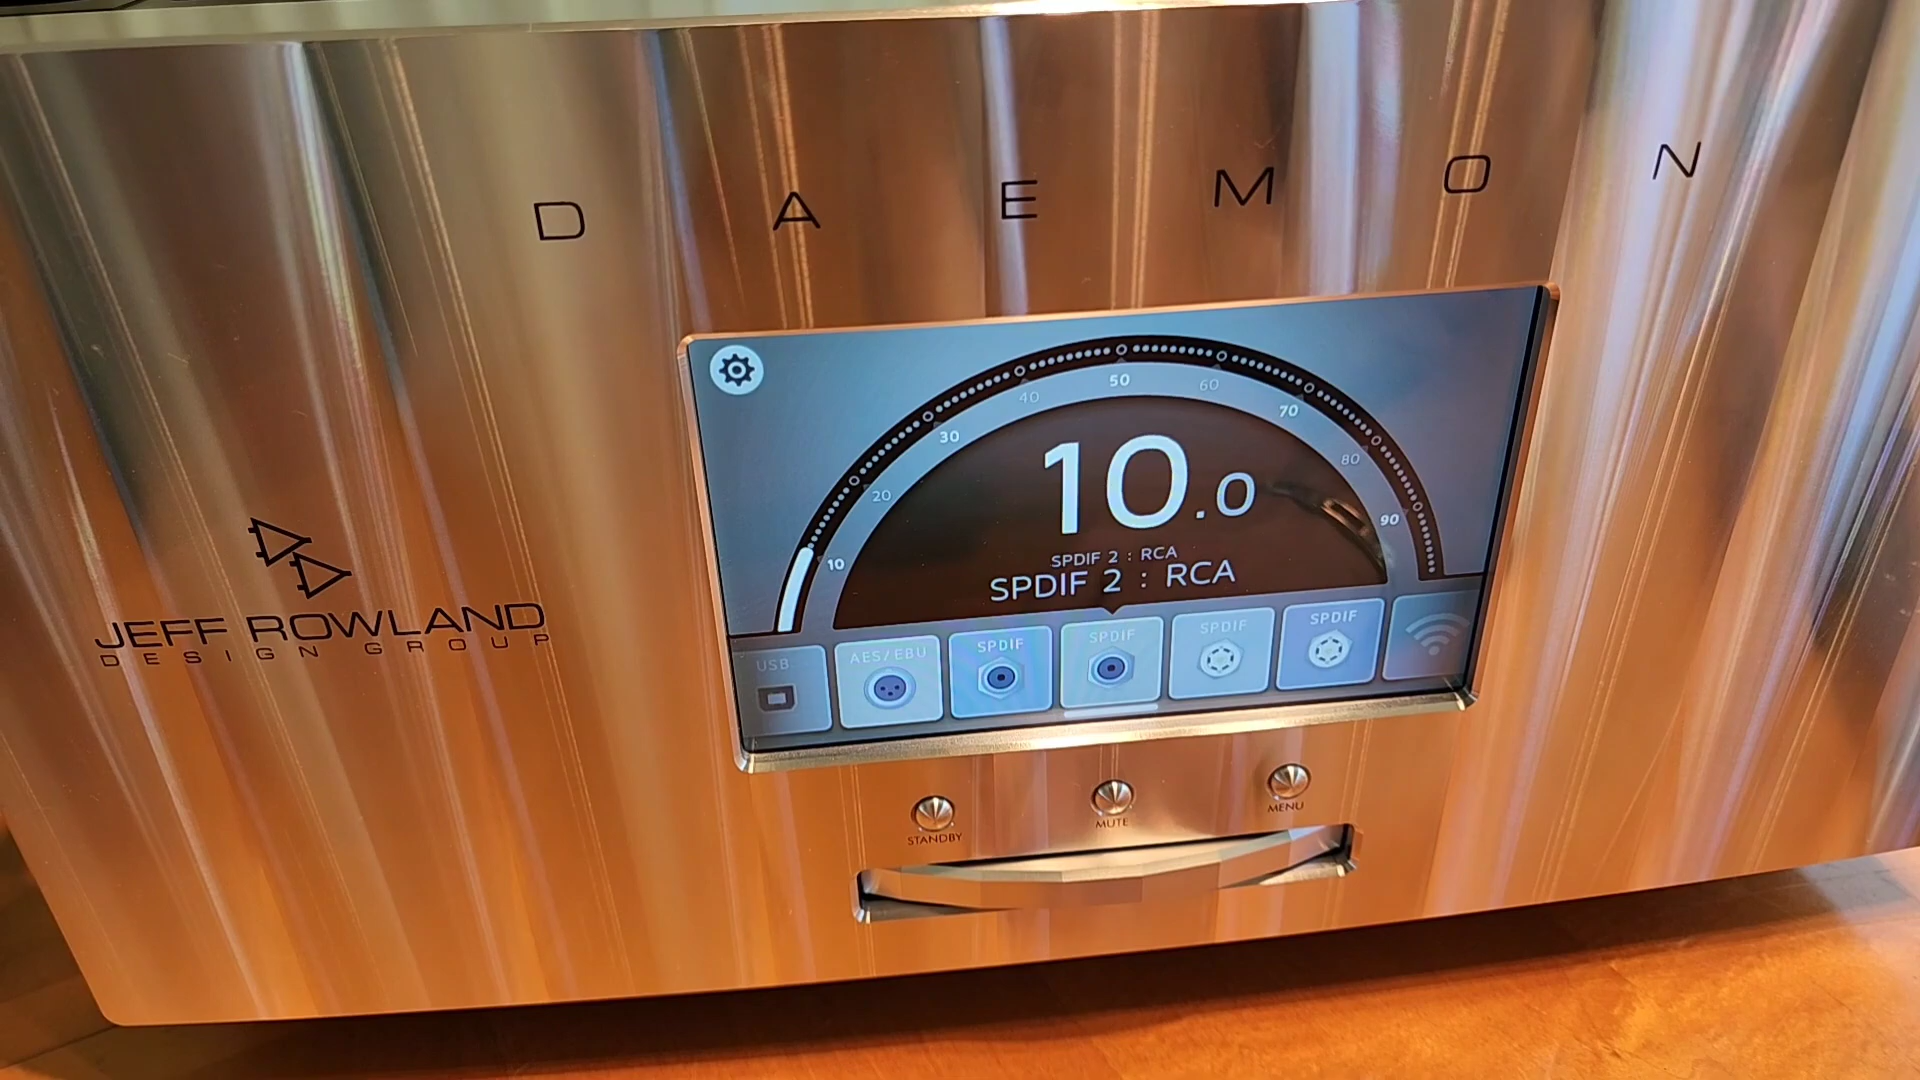 DAEMON
50
40
60
30
70
20
80
10.0
90
10
SPDIF 2 : RCA
SPDIF 2 : RCA
USB
AES/EBU
SPDIF
SPDIF
SPDIF
SPDIF
JEFF ROWLAND
DESIGN GROUP
STANDBY
MUTE
MENU